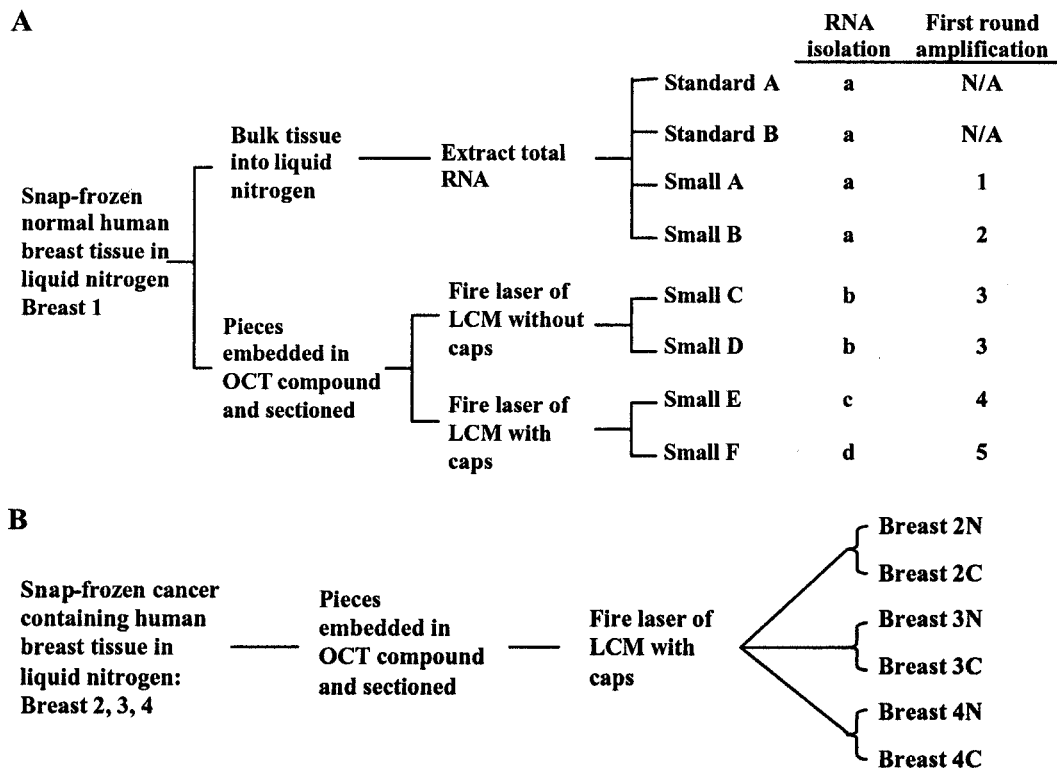 A
RNA isolation
First round amplification
Snap-frozen
normal human
breast tissue in
liquid nitrogen
Breast 1
Bulk tissue
into liquid
nitrogen
Extract total
RNA
Standard A a N/A
Standard B a N/A
Small A a 1
Small B a 2
Pieces
embedded in
OCT compound
and sectioned
Fire laser of
LCM without
caps
Small C b 3
Small D b 3
Fire laser of
LCM with
caps
Small E c 4
Small F d 5
B
Snap-frozen cancer
containing human
breast tissue in
liquid nitrogen:
Breast 2, 3, 4
Pieces
embedded in
OCT compound
and sectioned
Fire laser of
LCM with
caps
Breast 2N
Breast 2C
Breast 3N
Breast 3C
Breast 4N
Breast 4C